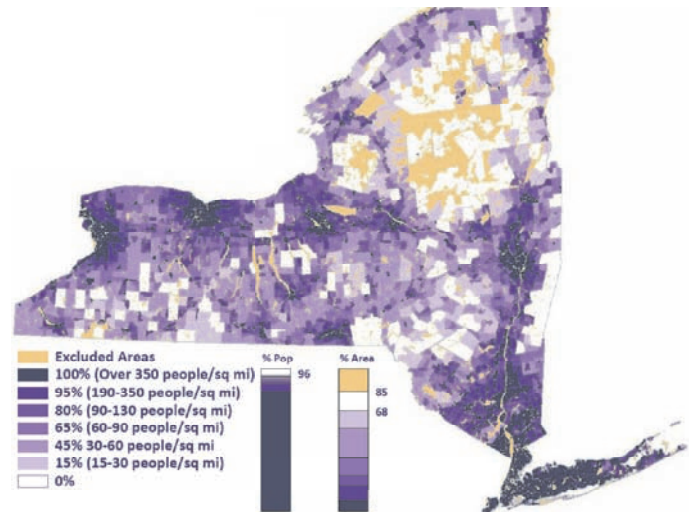 Excluded Areas
100% (Over 350 people/sq mi)
95% (190-350 people/sq mi)
80% (90-130 people/sq mi)
65% (60-90 people/sq mi)
45% 30-60 people/sq mi
15% (15-30 people/sq mi)
0%
% Pop
96
% Area
85
68